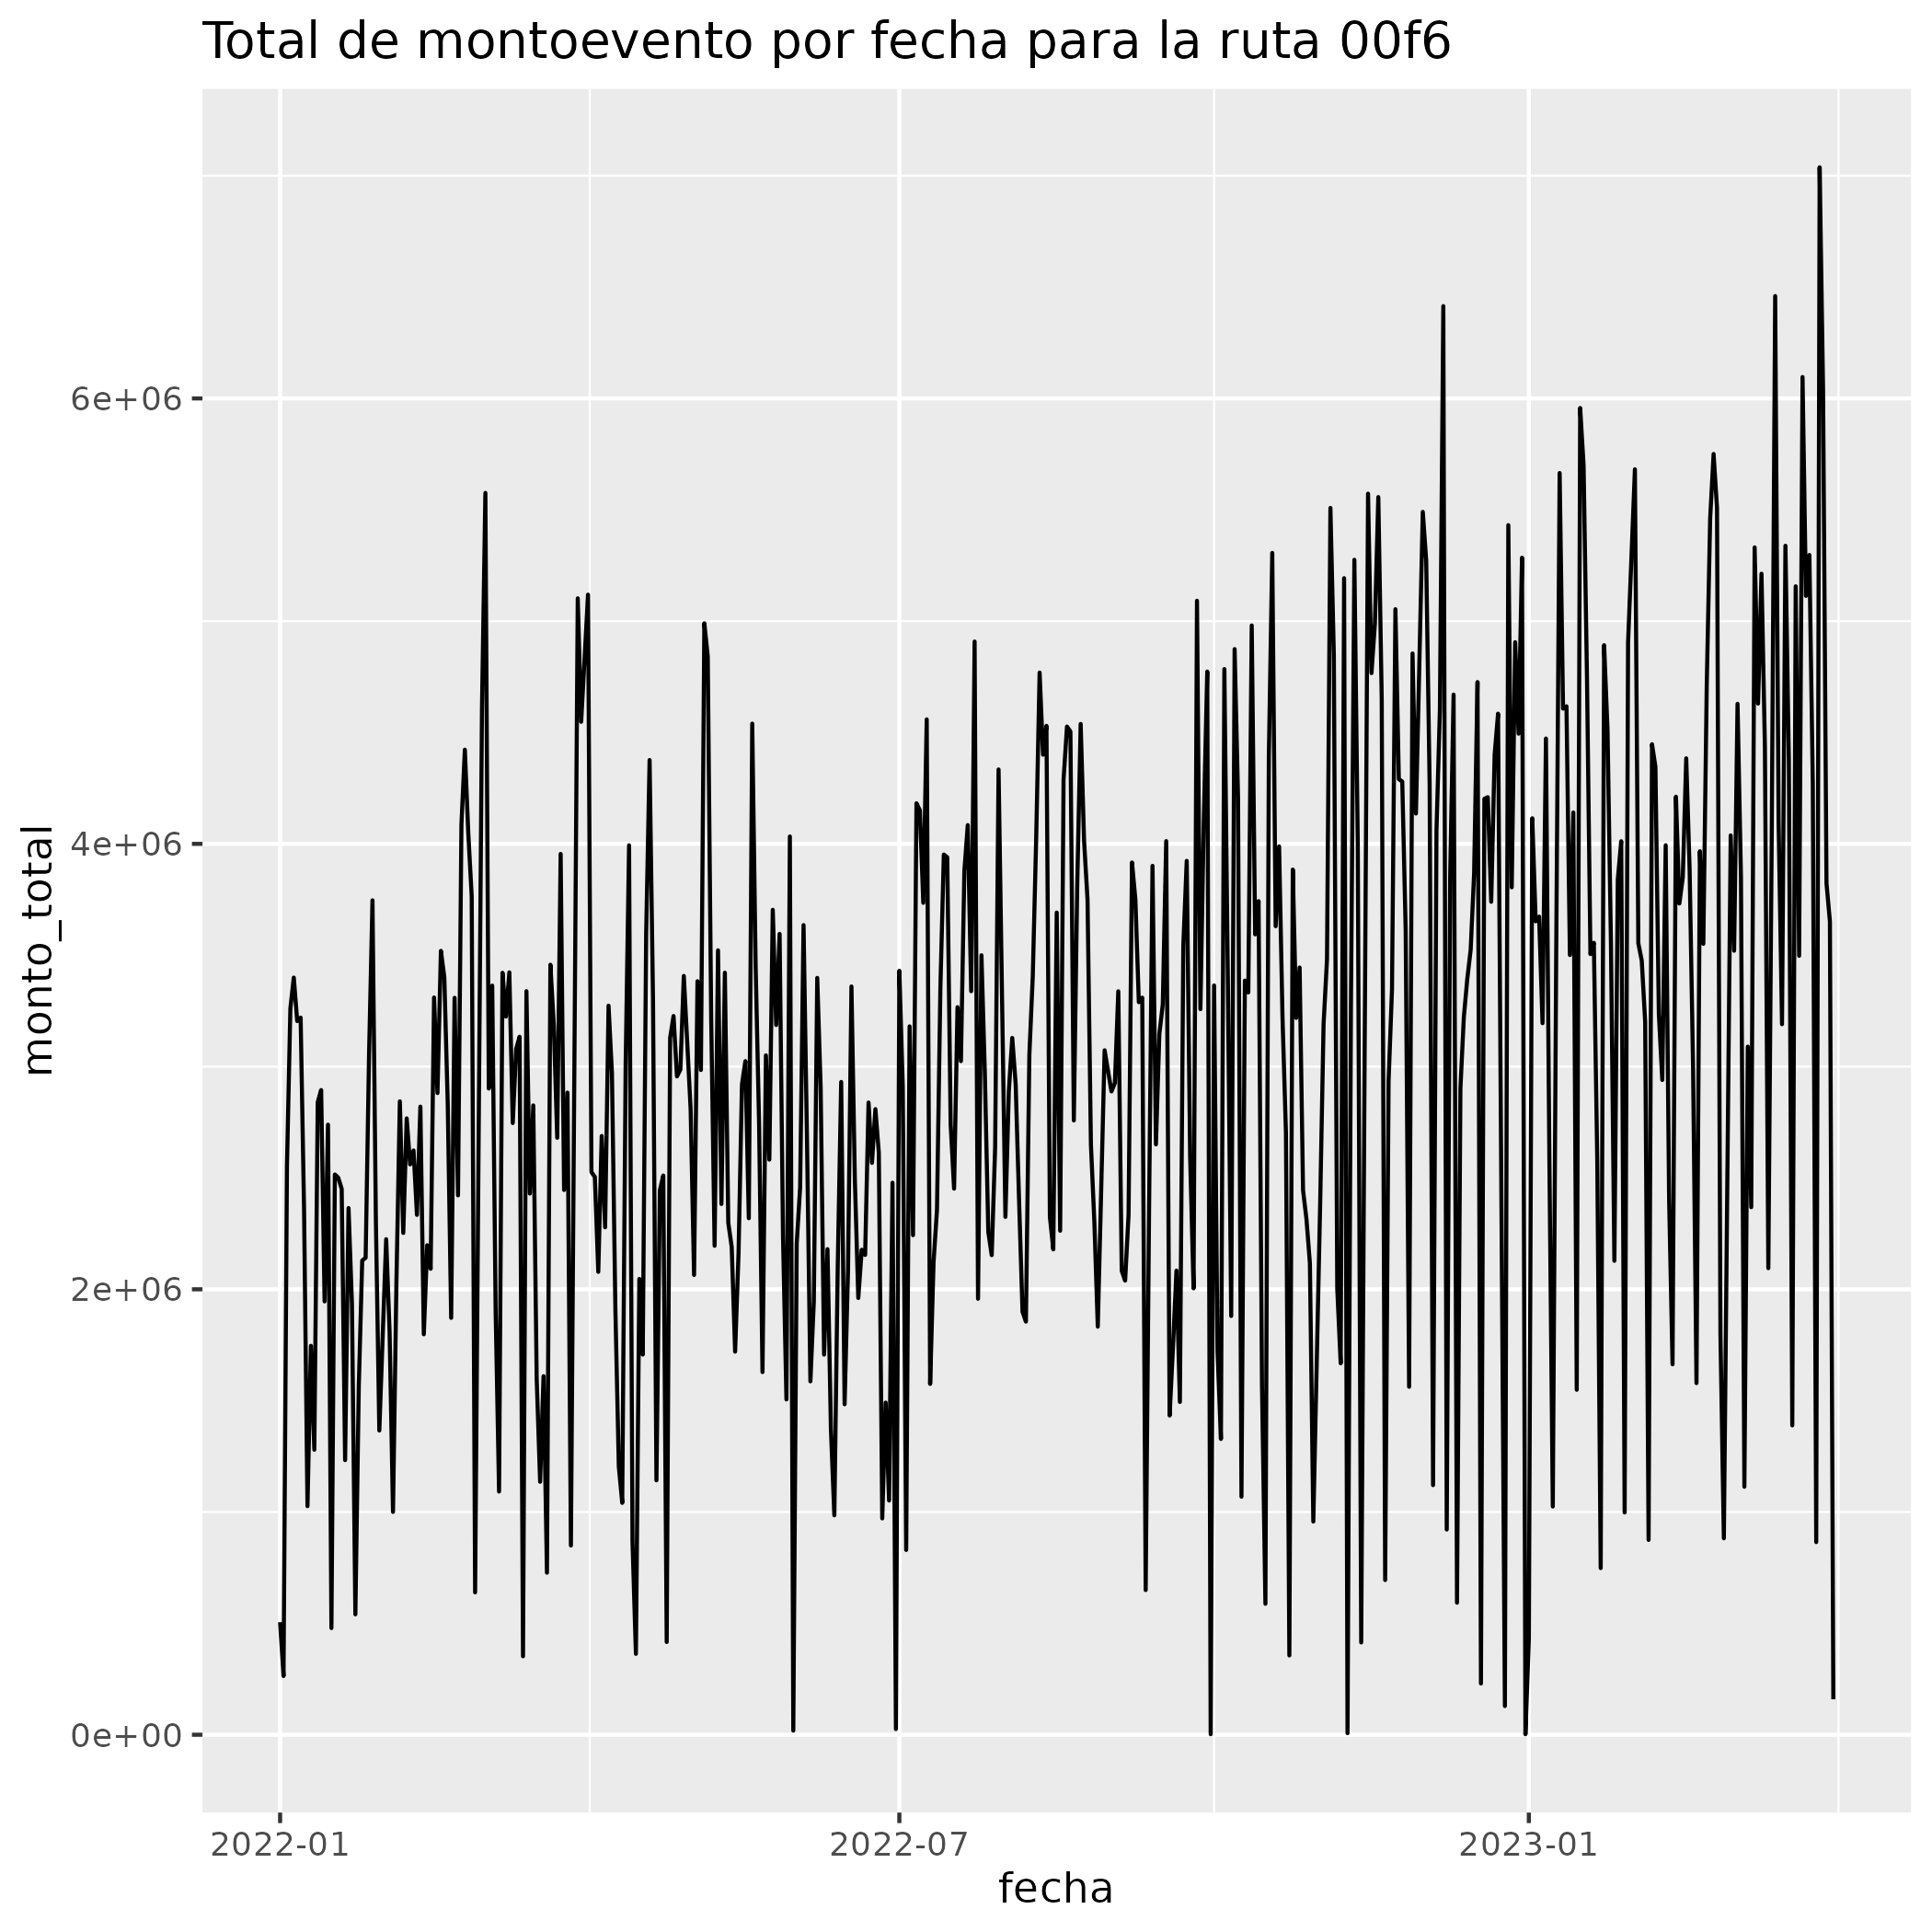 Total de montoevento por fecha para la ruta 00f6
monto_total
6e+06
4e+06
2e+06
0e+00
2022-01
2022-07
2023-01
fecha